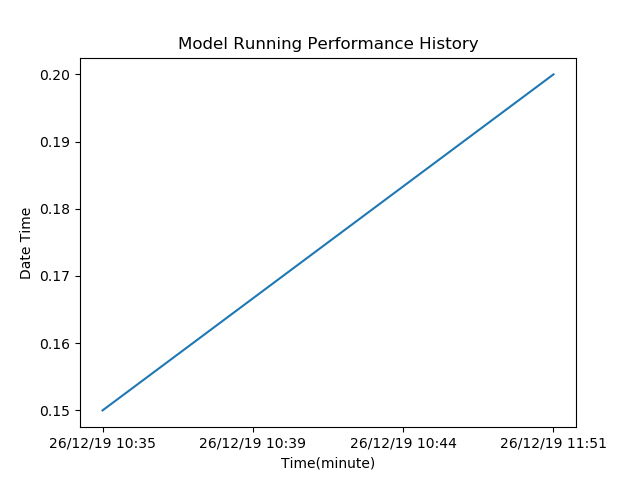 Model Running Performance History
0.20
0.19
0.18
0.17
0.16
0.15
Date Time
26/12/19 10:35 26/12/19 10:39 26/12/19 10:44 26/12/19 11:51
Time(minute)